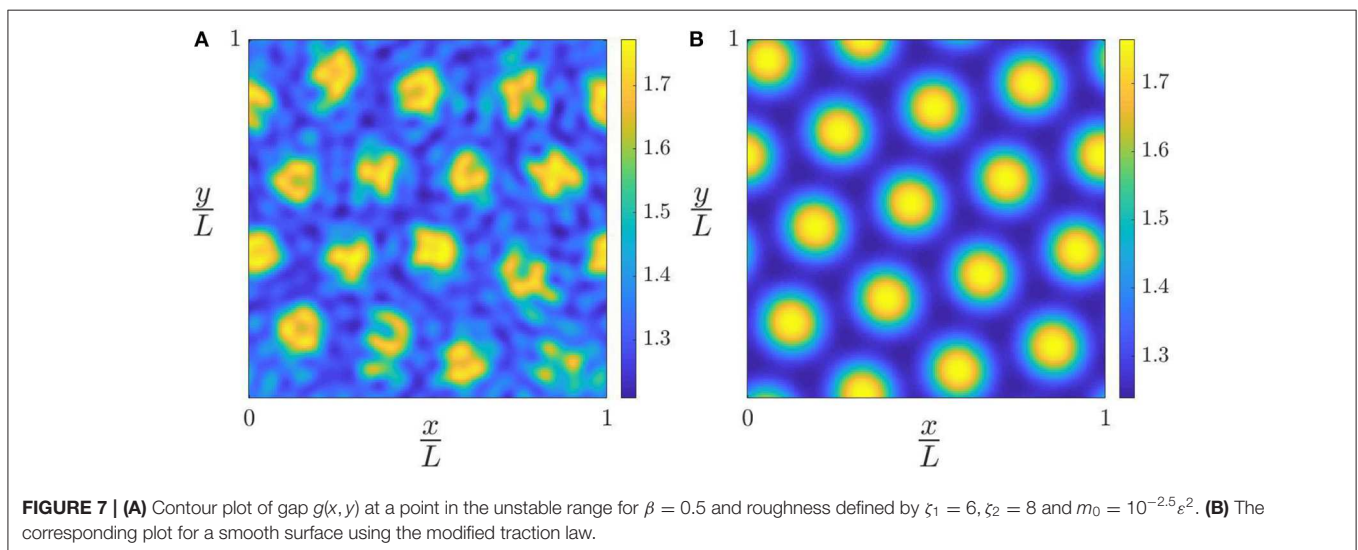 A
1
y
L
0
x
L
1
1.7
1.6
1.5
1.4
1.3
B
1
y
L
0
x
L
1
1.7
1.6
1.5
1.4
1.3
FIGURE 7 | (A) Contour plot of gap g(x, y) at a point in the unstable range for β = 0.5 and roughness defined by ζ₁ = 6, ζ₂ = 8 and m₀ = 10⁻²·⁵ε². (B) The
corresponding plot for a smooth surface using the modified traction law.